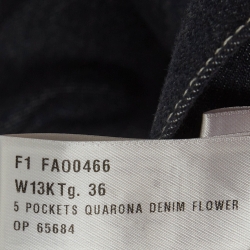 F1 FA00466
W13KTg. 36
5 POCKETS QUARONA DENIM FLOWER
OP 65684